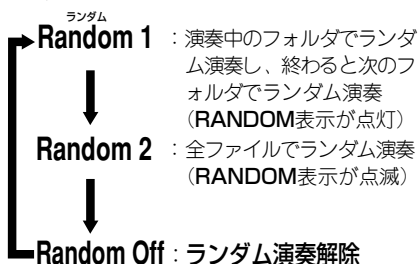 ランダム
Random 1 : 演奏中のフォルダでランダ
ム演奏し、終わると次のフ
ォルダでランダム演奏
(RANDOM表示が点灯)
Random 2 : 全ファイルでランダム演奏
(RANDOM表示が点滅)
Random Off : ランダム演奏解除